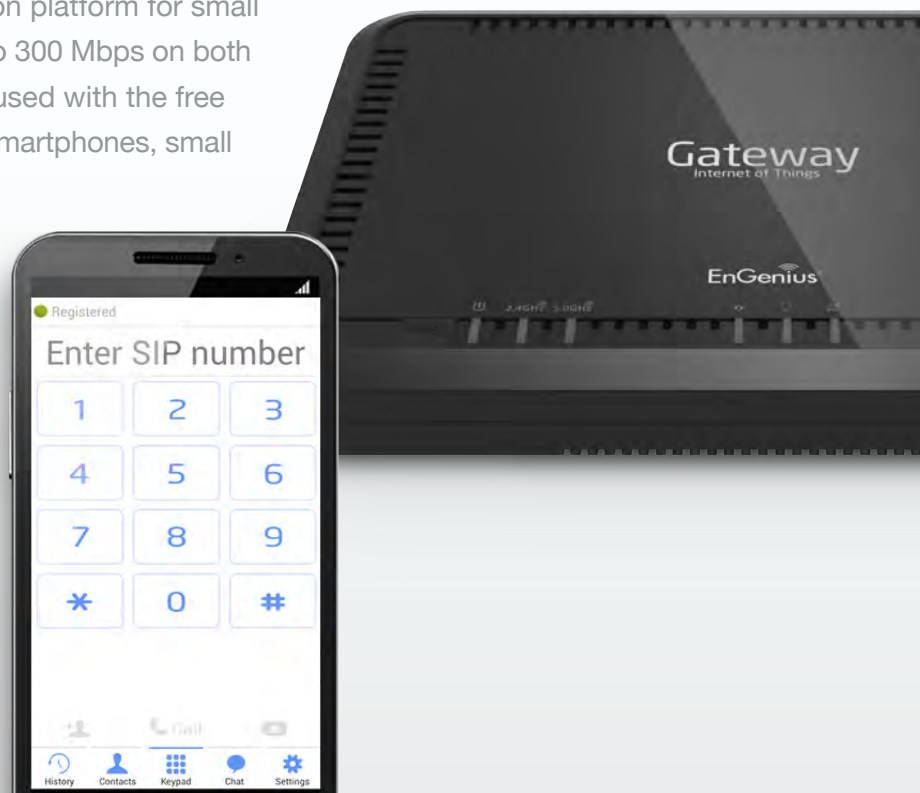 on platform for small
o 300 Mbps on both
used with the free
smartphones, small
Gateway
Internet of Things
EnGenius
2.4GHz 5.0GHz
Registered
Enter SIP number
1 2 3
4 5 6
7 8 9
* 0 #
Call
History Contacts Keypad Chat Settings